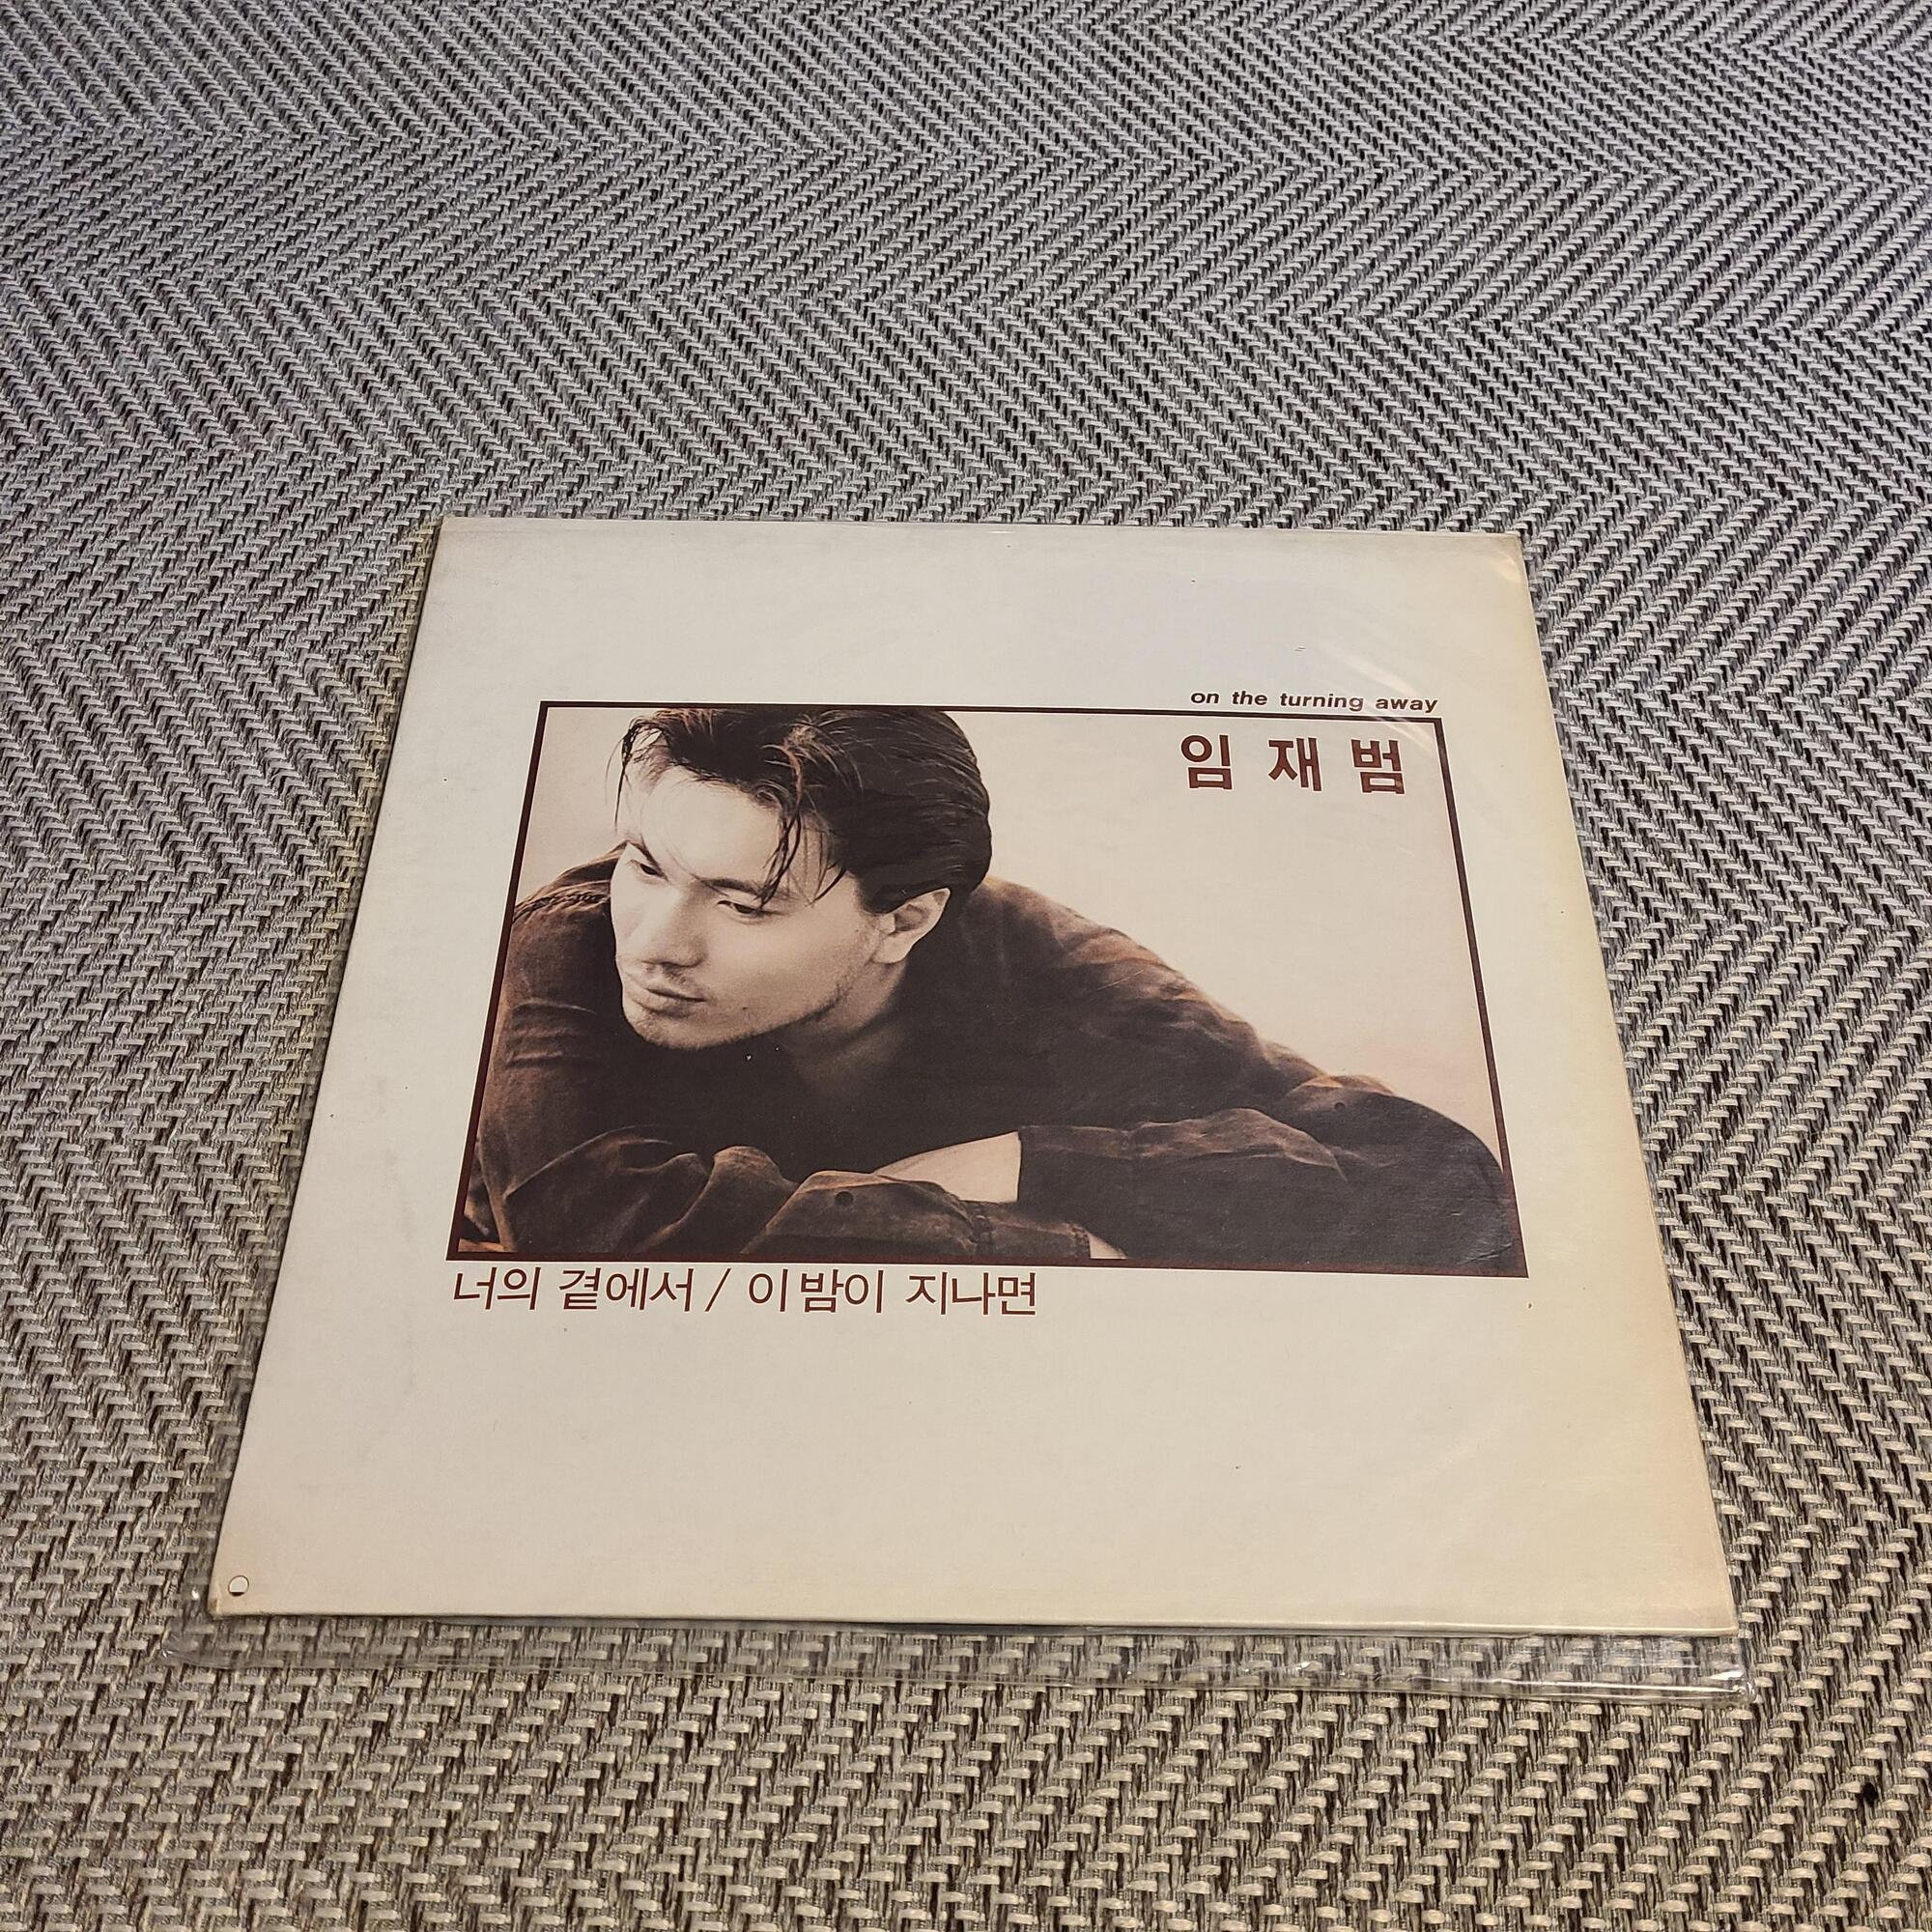 on the turning away
임재범
너의 곁에서 / 이밤이 지나면